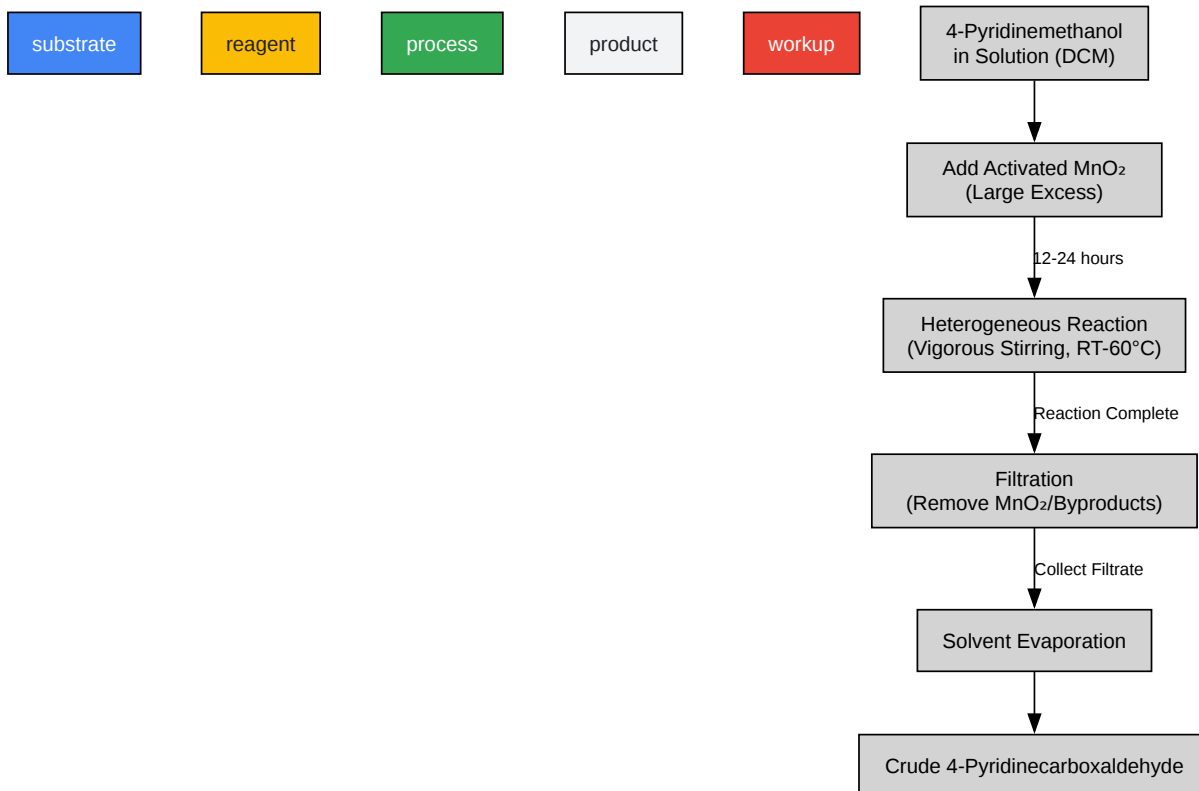 substrate
reagent
process
product
workup
4-Pyridinemethanol
in Solution (DCM)
Add Activated MnO₂
(Large Excess)
12-24 hours
Heterogeneous Reaction
(Vigorous Stirring, RT-60°C)
Reaction Complete
Filtration
(Remove MnO₂/Byproducts)
Collect Filtrate
Solvent Evaporation
Crude 4-Pyridinecarboxaldehyde